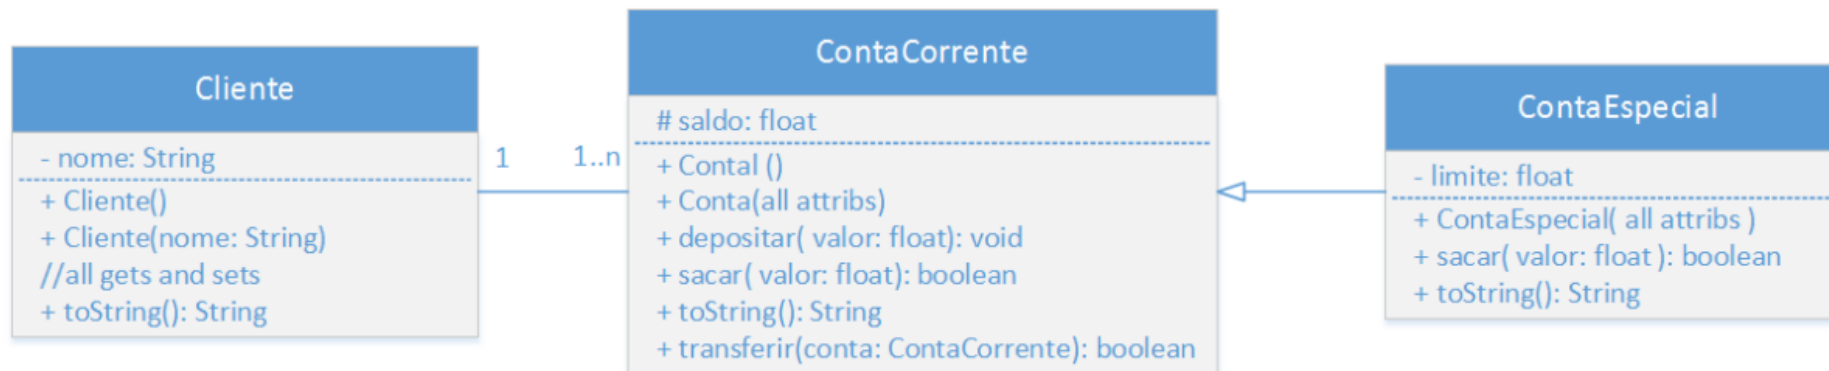 Cliente
- nome: String
+ Cliente()
+ Cliente(nome: String)
//all gets and sets
+ toString(): String
1
1..n
ContaCorrente
# saldo: float
+ Contal ()
+ Conta(all attribs)
+ depositar( valor: float): void
+ sacar( valor: float): boolean
+ toString(): String
+ transferir(conta: ContaCorrente): boolean
ContaEspecial
- limite: float
+ ContaEspecial( all attribs )
+ sacar( valor: float ): boolean
+ toString(): String